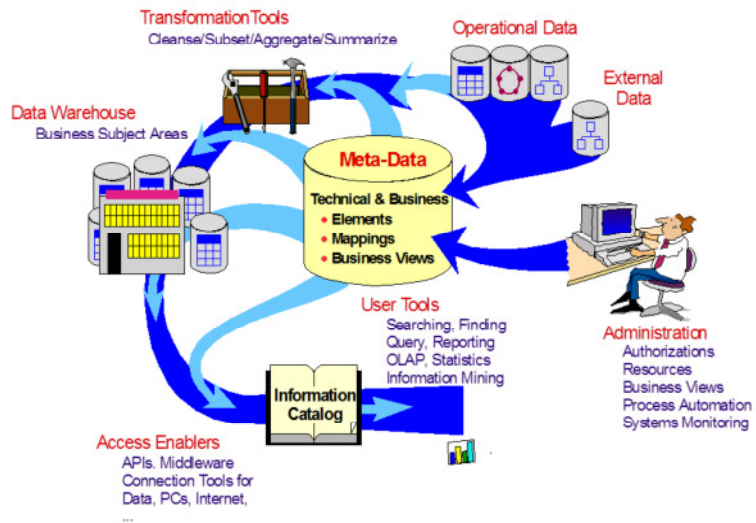 Transformation Tools
Cleanse/Subset/Aggregate/Summarize
Operational Data
External
Data
Data Warehouse
Business Subject Areas
Meta-Data
Technical & Business
• Elements
• Mappings
• Business Views
User Tools
Searching, Finding
Query, Reporting
OLAP, Statistics
Information Mining
Administration
Authorizations
Resources
Business Views
Process Automation
Systems Monitoring
Information
Catalog
Access Enablers
APIs. Middleware
Connection Tools for
Data, PCs, Internet,
...